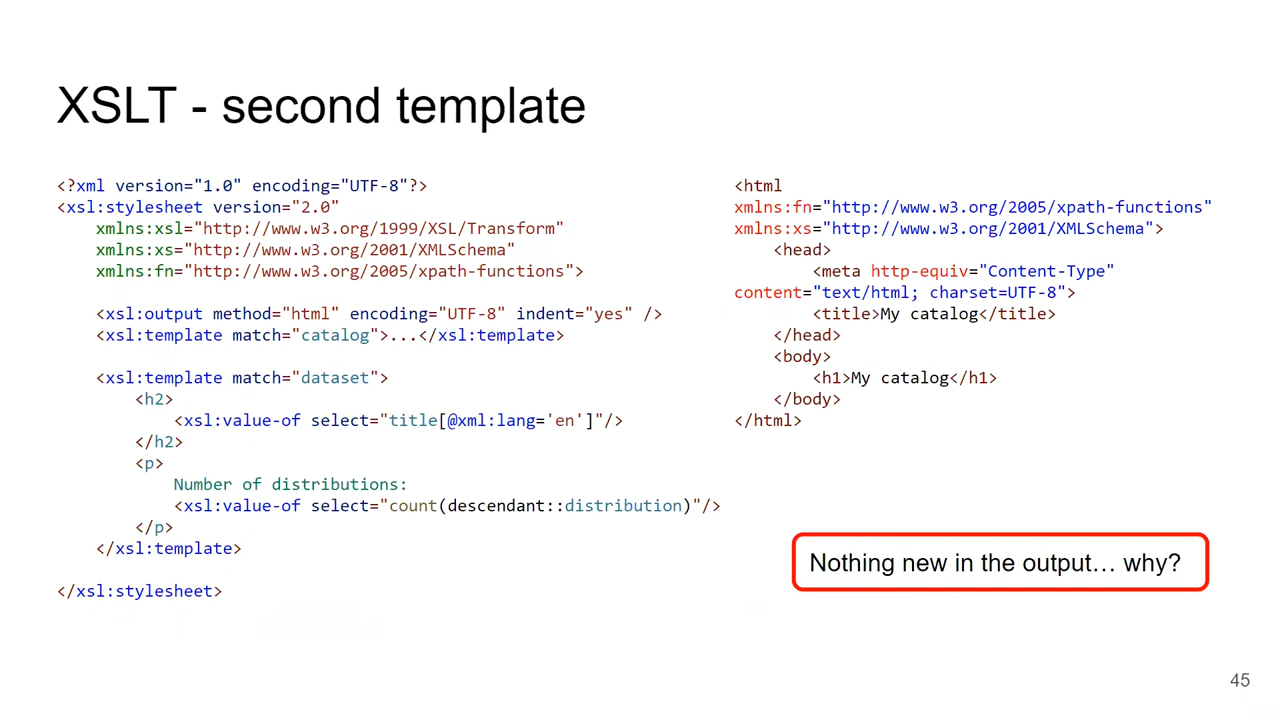 XSLT - second template
<?xml version="1.0" encoding="UTF-8"?>
<xsl:stylesheet version="2.0"
xmlns:xsl="http://www.w3.org/1999/XSL/Transform"
xmlns:xs="http://www.w3.org/2001/XMLSchema"
xmlns:fn="http://www.w3.org/2005/xpath-functions">
<xsl:output method="html" encoding="UTF-8" indent="yes" />
<xsl:template match="catalog">...</xsl:template>
<xsl:template match="dataset">
<h2>
<xsl:value-of select="title[@xml:lang='en']"/>
</h2>
<p>
Number of distributions:
<xsl:value-of select="count(descendant::distribution)"/>
</p>
</xsl:template>
</xsl:stylesheet>
<html
xmlns:fn="http://www.w3.org/2005/xpath-functions"
xmlns:xs="http://www.w3.org/2001/XMLSchema">
<head>
<meta http-equiv="Content-Type"
content="text/html; charset=UTF-8">
<title>My catalog</title>
</head>
<body>
<h1>My catalog</h1>
</body>
</html>
Nothing new in the output… why?
45